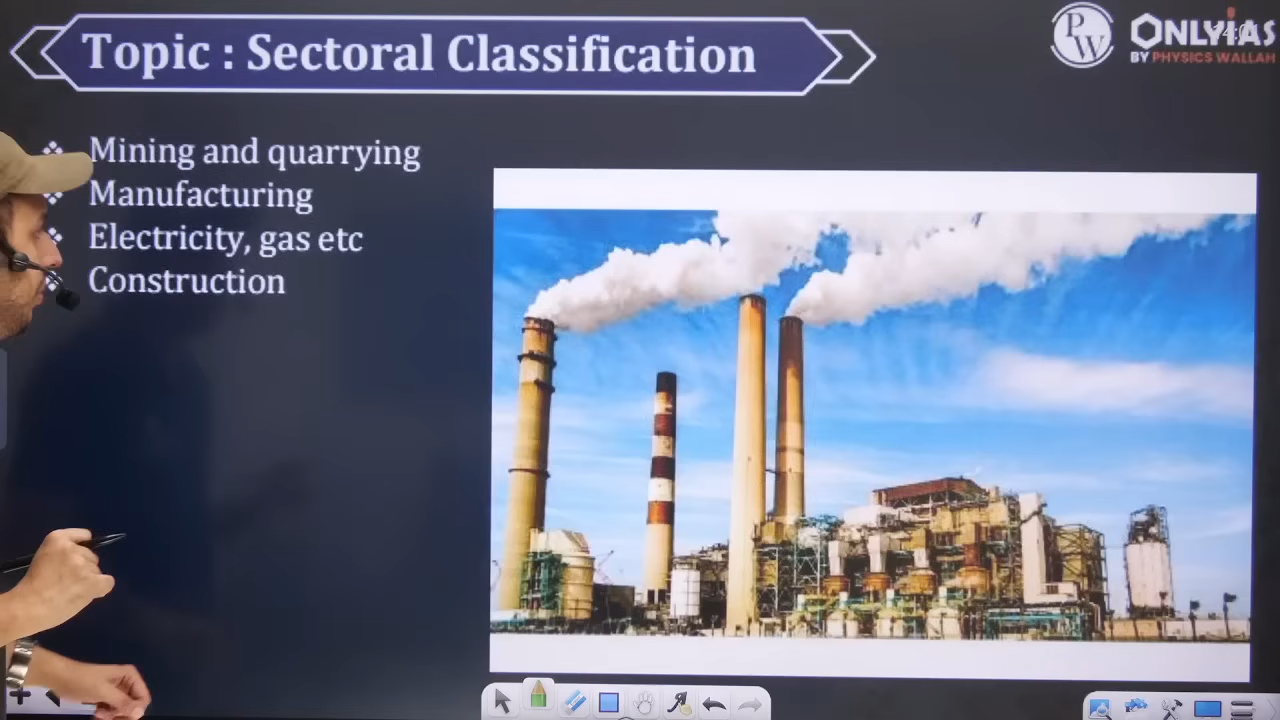 Topic : Sectoral Classification
PW
ONLYIAS
BY PHYSICS WALLAH
Mining and quarrying
Manufacturing
Electricity, gas etc
Construction